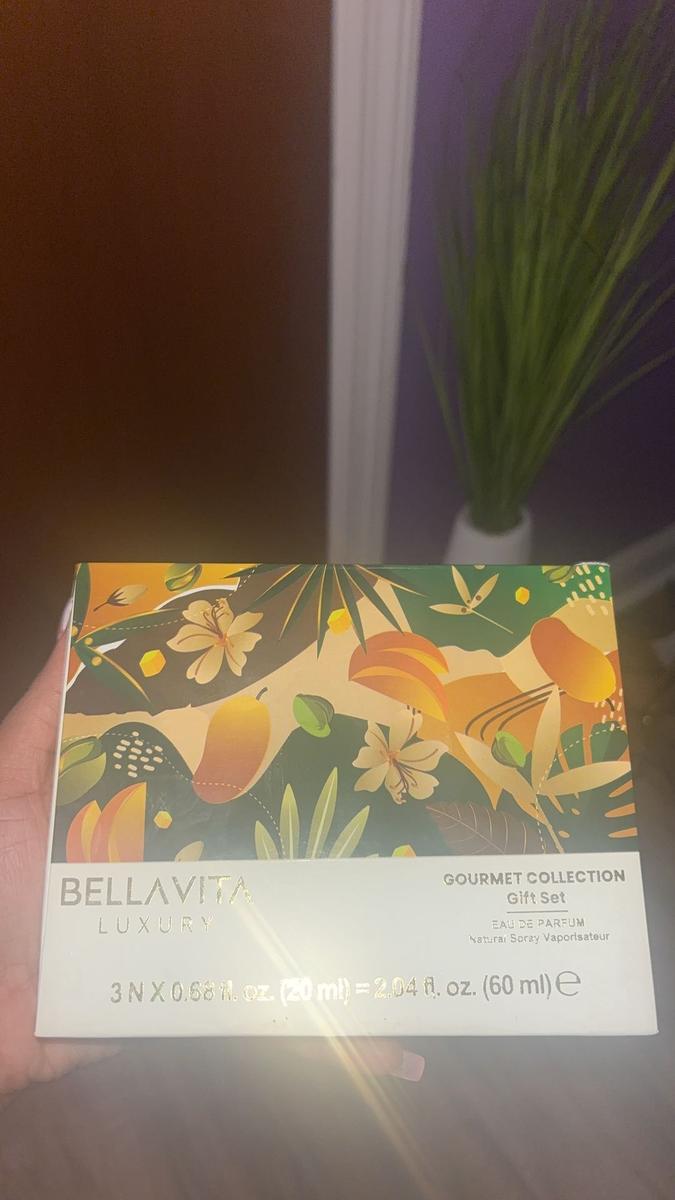 BELLAVITA
LUXURY
GOURMET COLLECTION
Gift Set
EAU DE PARFUM
Natural Spray Vaporisateur
3 N X 0.68 fl. oz. (20 ml) = 2.04 fl. oz. (60 ml) ℮